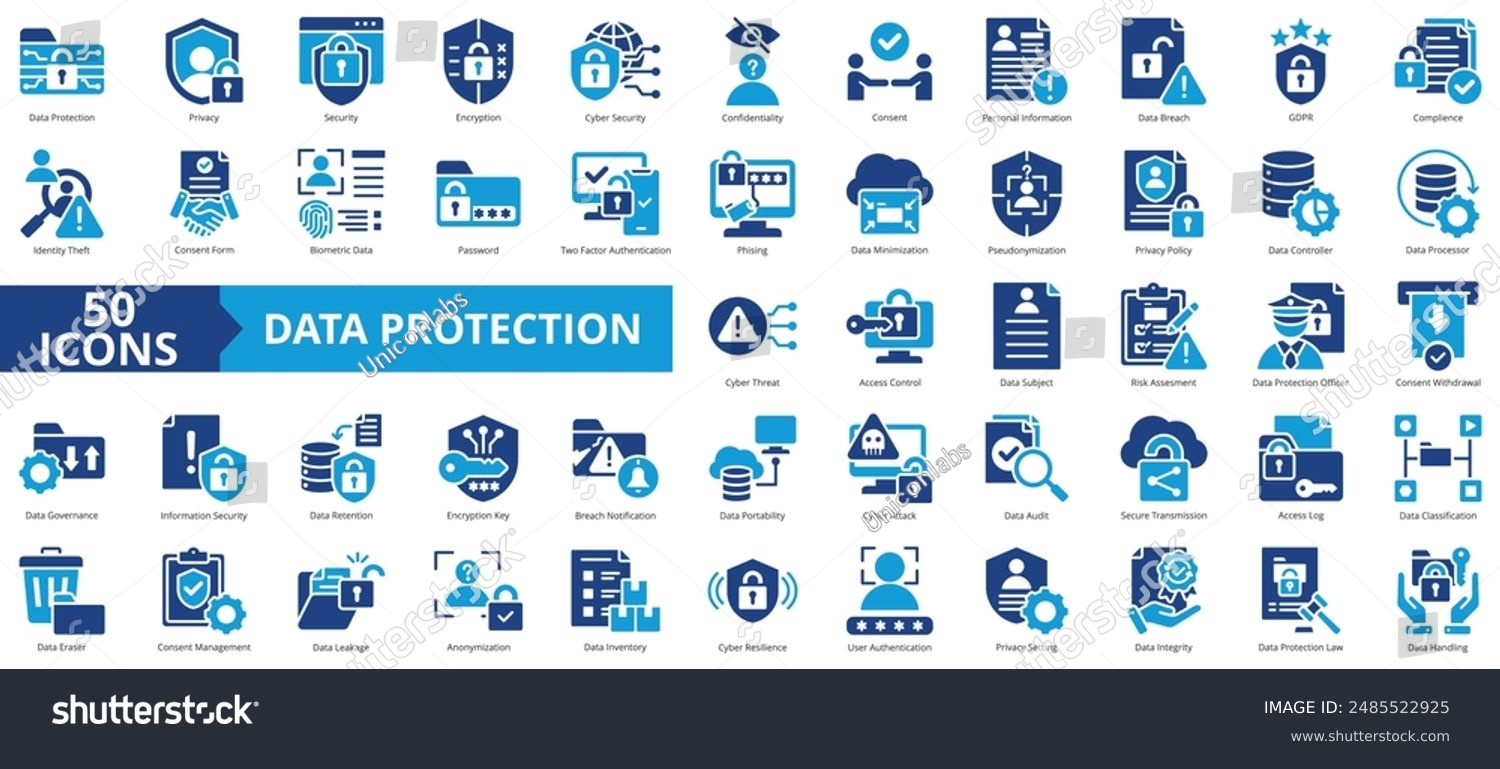 Data Protection
Privacy
Security
Encryption
Cyber Security
Confidentiality
Consent
Personal Information
Data Breach
GDPR
Complience
Identity Theft
Consent Form
Biometric Data
Password
Two Factor Authentication
Phising
Data Minimization
Pseudonymization
Privacy Policy
Data Controller
Data Processor
50
ICONS
DATA PROTECTION
Uniconlabs
Cyber Threat
Access Control
Data Subject
Risk Assesment
Data Protection Officer
Consent Withdrawal
Data Governance
Information Security
Data Retention
Encryption Key
Breach Notification
Data Portability
Cyber Attack
Uniconlabs
Data Audit
Secure Transmission
Access Log
Data Classification
Data Eraser
Consent Management
Data Leakage
Anonymization
Data Inventory
Cyber Resilience
User Authentication
Privacy Setting
Data Integrity
Data Protection Law
Data Handling
shutterstock
shutterstock
shutterstock
shutterstock
shutterstock
IMAGE ID: 2485522925
www.shutterstock.com